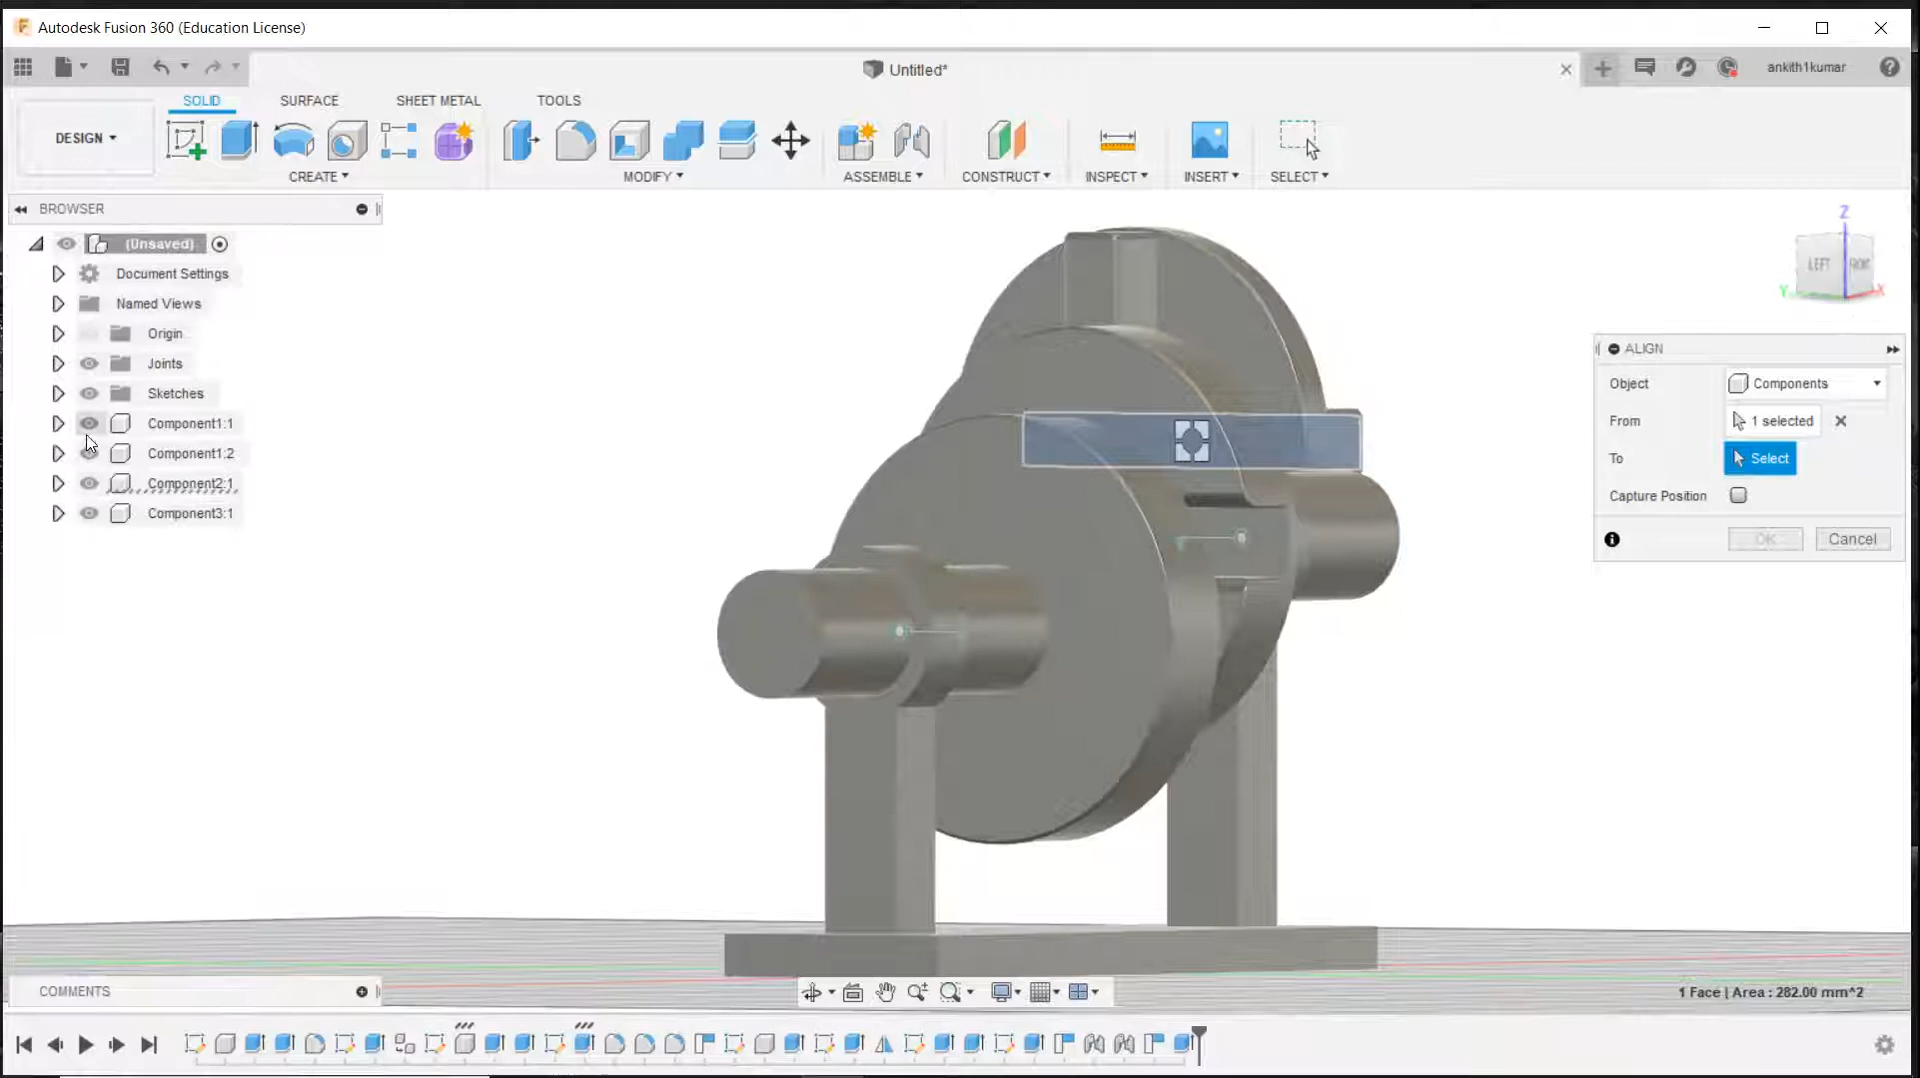 Autodesk Fusion 360 (Education License)
Untitled*
ankith1kumar
SOLID
SURFACE
SHEET METAL
TOOLS
DESIGN
CREATE
MODIFY
ASSEMBLE
CONSTRUCT
INSPECT
INSERT
SELECT
BROWSER
(Unsaved)
Document Settings
Named Views
Origin
Joints
Sketches
Component1:1
Component1:2
Component2:1
Component3:1
Z
LEFT
FRONT
Y
X
ALIGN
Object
Components
From
1 selected
To
Select
Capture Position
OK
Cancel
COMMENTS
1 Face | Area : 282.00 mm^2